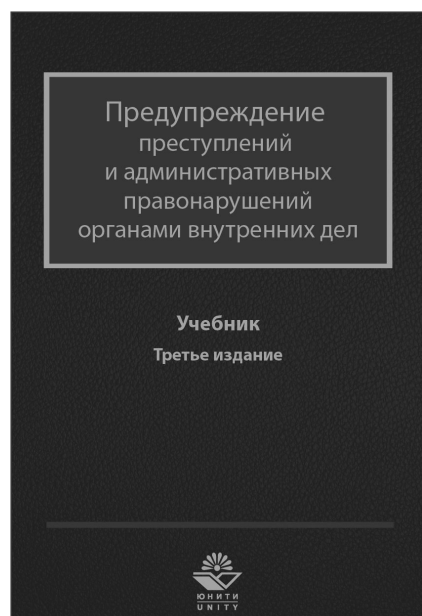 Предупреждение
преступлений
и административных
правонарушений
органами внутренних дел
Учебник
Третье издание
ЮНИТИ
UNITY